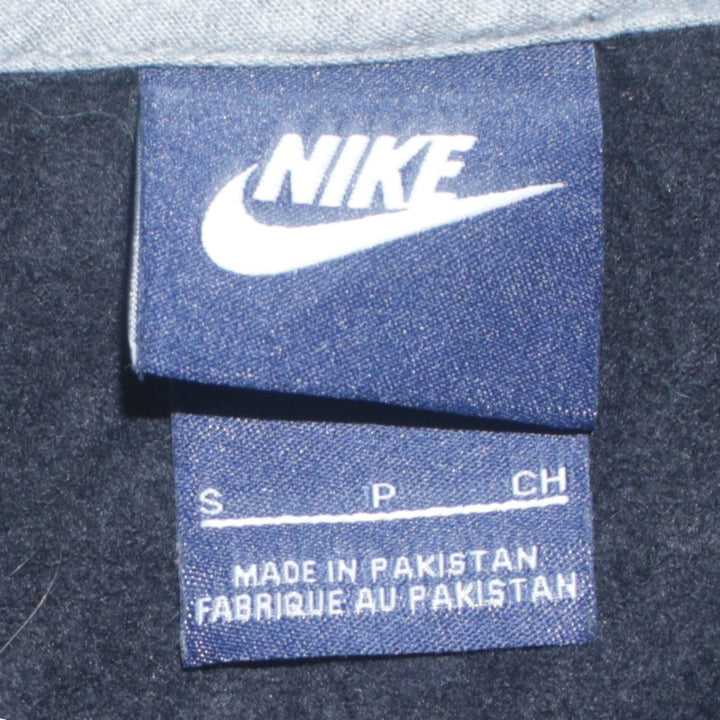 NIKE
S P CH
MADE IN PAKISTAN
FABRIQUE AU PAKISTAN